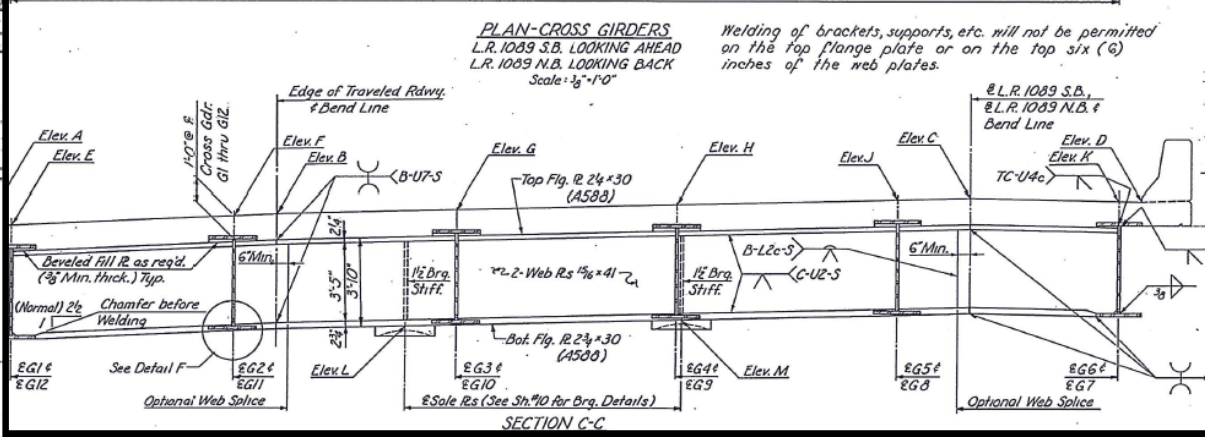 PLAN-CROSS GIRDERS
L.R. 1089 S.B. LOOKING AHEAD
L.R. 1089 N.B. LOOKING BACK
Scale: 3/8"=1'-0"
Welding of brackets, supports, etc. will not be permitted
on the top flange plate or on the top six (6)
inches of the web plates.
Edge of Traveled Rdwy.
& Bend Line
℄ L.R. 1089 S.B.,
℄ L.R. 1089 N.B. &
Bend Line
1'-0" @ ℄
Cross Gdr.
G1 thru G12
Elev. A
Elev. E
Elev. F
Elev. B
B-U7-S
Elev. G
Top Flg. ℞ 2¼ × 30
(A588)
Elev. H
Elev. J
Elev. C
Elev. D
Elev. K
TC-U4c
Beveled Fill ℞ as req'd.
(3/8 Min. thick.) Typ.
6" Min.
2¼"
3'-5"
3'-10"
2¾"
1½ Brg.
Stiff.
2-Web ℞s 15/16 × 41
1½ Brg.
Stiff.
B-L2c-S
C-U2-S
6" Min.
3/8
(Normal) 2½
1
Chamfer before
Welding
See Detail F
Elev. L
Bot. Flg. ℞ 2¾ × 30
(A588)
Elev. M
℄ G1 &
℄ G12
℄ G2 &
℄ G11
℄ G3 &
℄ G10
℄ G4 &
℄ G9
℄ G5 &
℄ G8
℄ G6 &
℄ G7
Optional Web Splice
℄ Sole ℞s (See Sh.#10 for Brg. Details)
Optional Web Splice
SECTION C-C